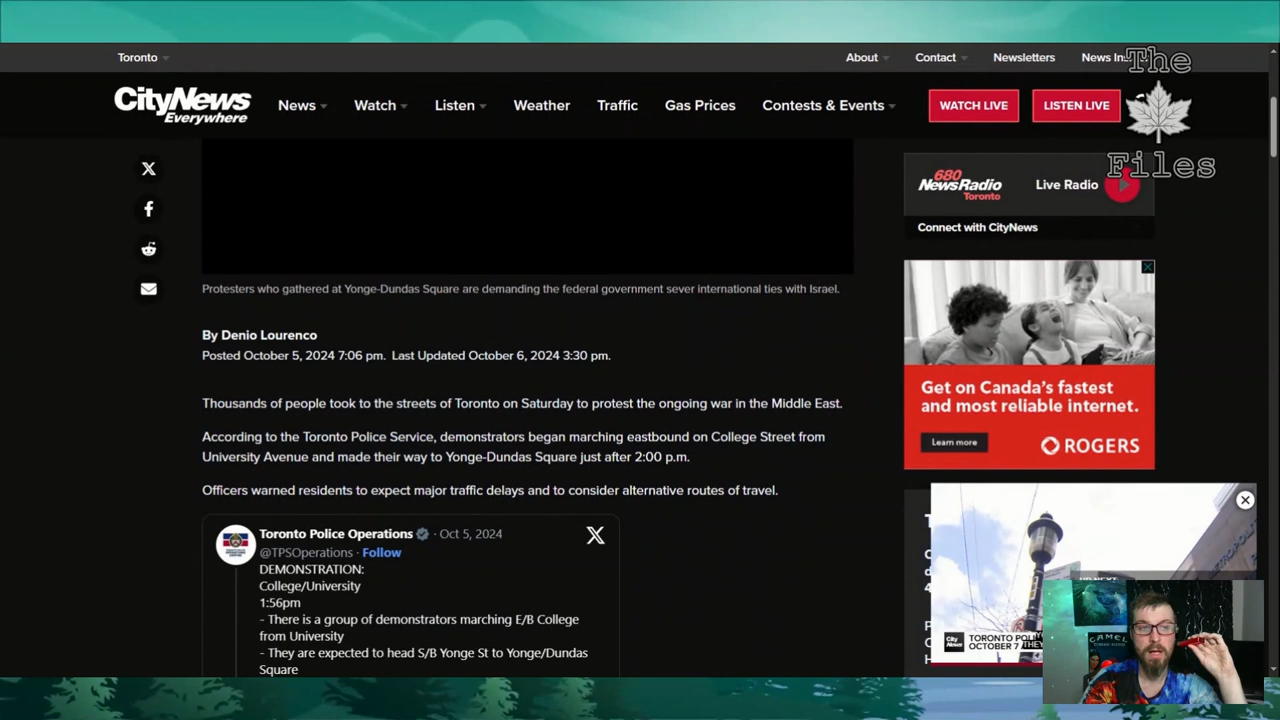 Toronto
About
Contact
Newsletters
News In
The
Files
CityNews
Everywhere
News
Watch
Listen
Weather
Traffic
Gas Prices
Contests & Events
WATCH LIVE
LISTEN LIVE
680
NewsRadio
Toronto
Live Radio
Connect with CityNews
Protesters who gathered at Yonge-Dundas Square are demanding the federal government sever international ties with Israel.
By Denio Lourenco
Posted October 5, 2024 7:06 pm. Last Updated October 6, 2024 3:30 pm.
Thousands of people took to the streets of Toronto on Saturday to protest the ongoing war in the Middle East.
According to the Toronto Police Service, demonstrators began marching eastbound on College Street from
University Avenue and made their way to Yonge-Dundas Square just after 2:00 p.m.
Officers warned residents to expect major traffic delays and to consider alternative routes of travel.
Get on Canada's fastest
and most reliable internet.
Learn more
ROGERS
Toronto Police Operations · Oct 5, 2024
@TPSOperations · Follow
DEMONSTRATION:
College/University
1:56pm
- There is a group of demonstrators marching E/B College
from University
- They are expected to head S/B Yonge St to Yonge/Dundas
Square
City
News
TORONTO
OCTOBER 7
CAMEL